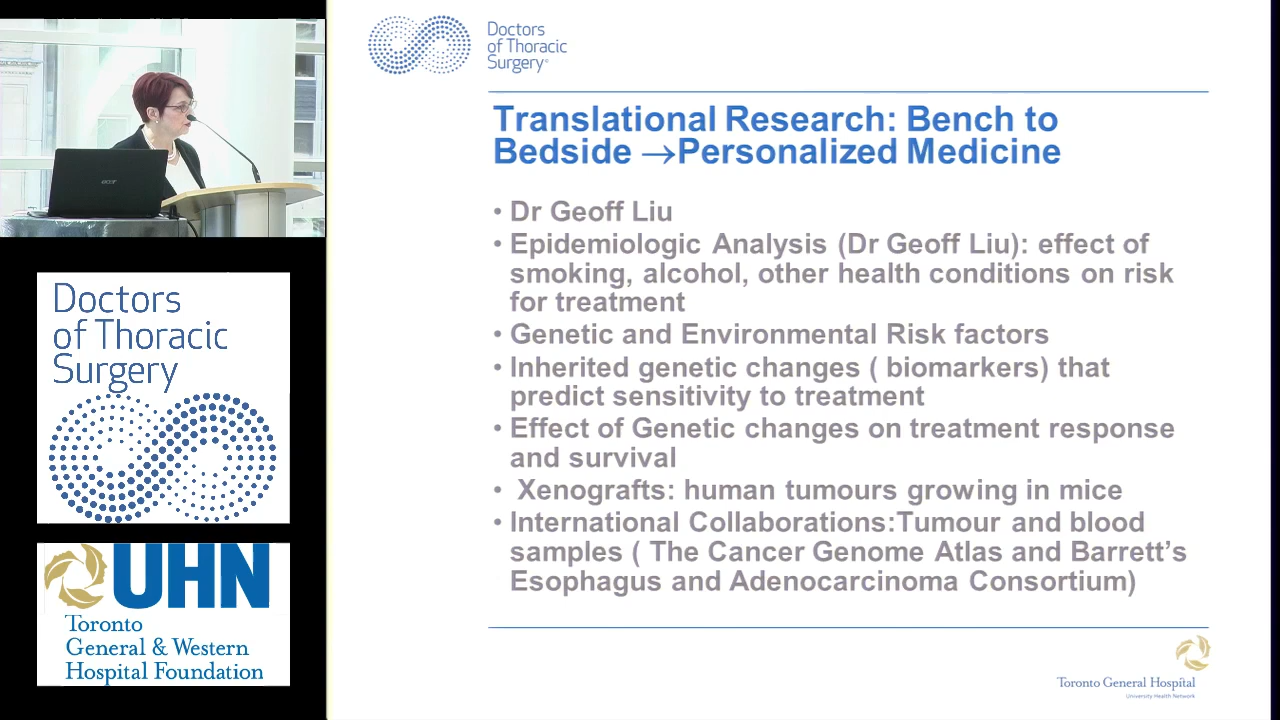 acer
Doctors
of Thoracic
Surgery
UHN
Toronto
General & Western
Hospital Foundation
Doctors
of Thoracic
Surgery
Translational Research: Bench to
Bedside →Personalized Medicine
• Dr Geoff Liu
• Epidemiologic Analysis (Dr Geoff Liu): effect of
smoking, alcohol, other health conditions on risk
for treatment
• Genetic and Environmental Risk factors
• Inherited genetic changes ( biomarkers) that
predict sensitivity to treatment
• Effect of Genetic changes on treatment response
and survival
• Xenografts: human tumours growing in mice
• International Collaborations:Tumour and blood
samples ( The Cancer Genome Atlas and Barrett’s
Esophagus and Adenocarcinoma Consortium)
Toronto General Hospital
University Health Network